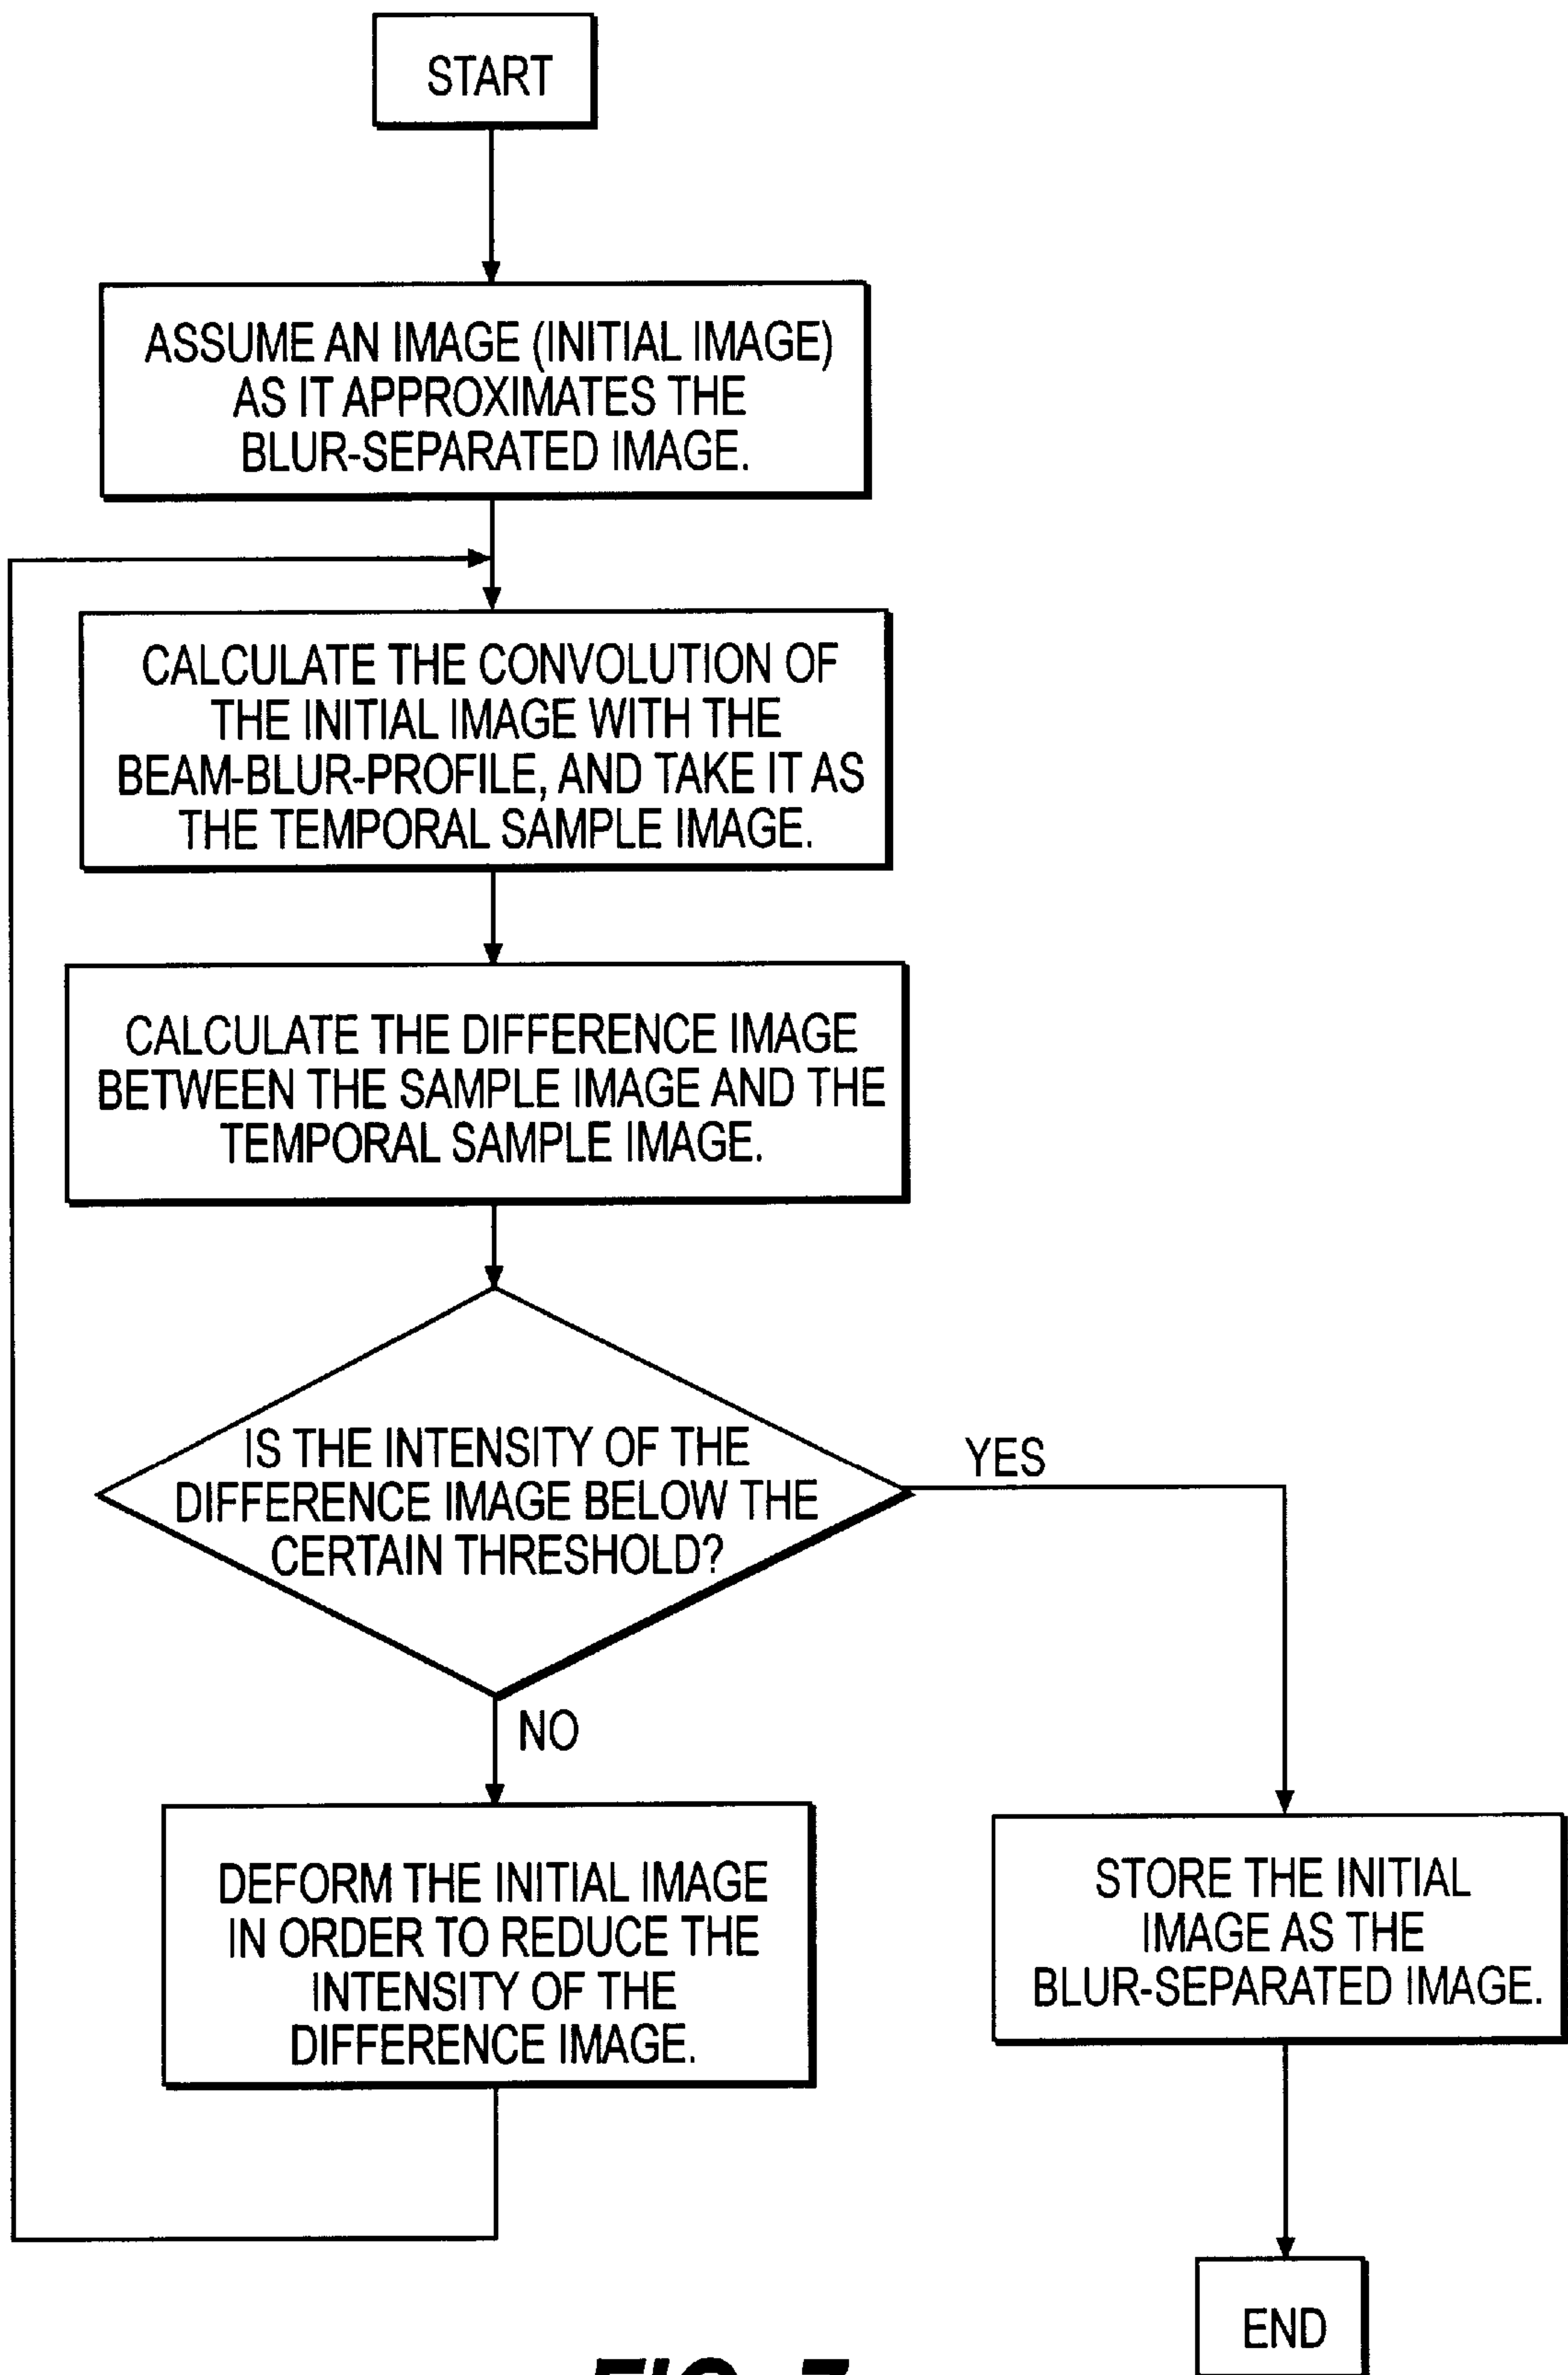 START
ASSUME AN IMAGE (INITIAL IMAGE)
AS IT APPROXIMATES THE
BLUR-SEPARATED IMAGE.
CALCULATE THE CONVOLUTION OF
THE INITIAL IMAGE WITH THE
BEAM-BLUR-PROFILE, AND TAKE IT AS
THE TEMPORAL SAMPLE IMAGE.
CALCULATE THE DIFFERENCE IMAGE
BETWEEN THE SAMPLE IMAGE AND THE
TEMPORAL SAMPLE IMAGE.
IS THE INTENSITY OF THE
DIFFERENCE IMAGE BELOW THE
CERTAIN THRESHOLD?
YES
NO
DEFORM THE INITIAL IMAGE
IN ORDER TO REDUCE THE
INTENSITY OF THE
DIFFERENCE IMAGE.
STORE THE INITIAL
IMAGE AS THE
BLUR-SEPARATED IMAGE.
END